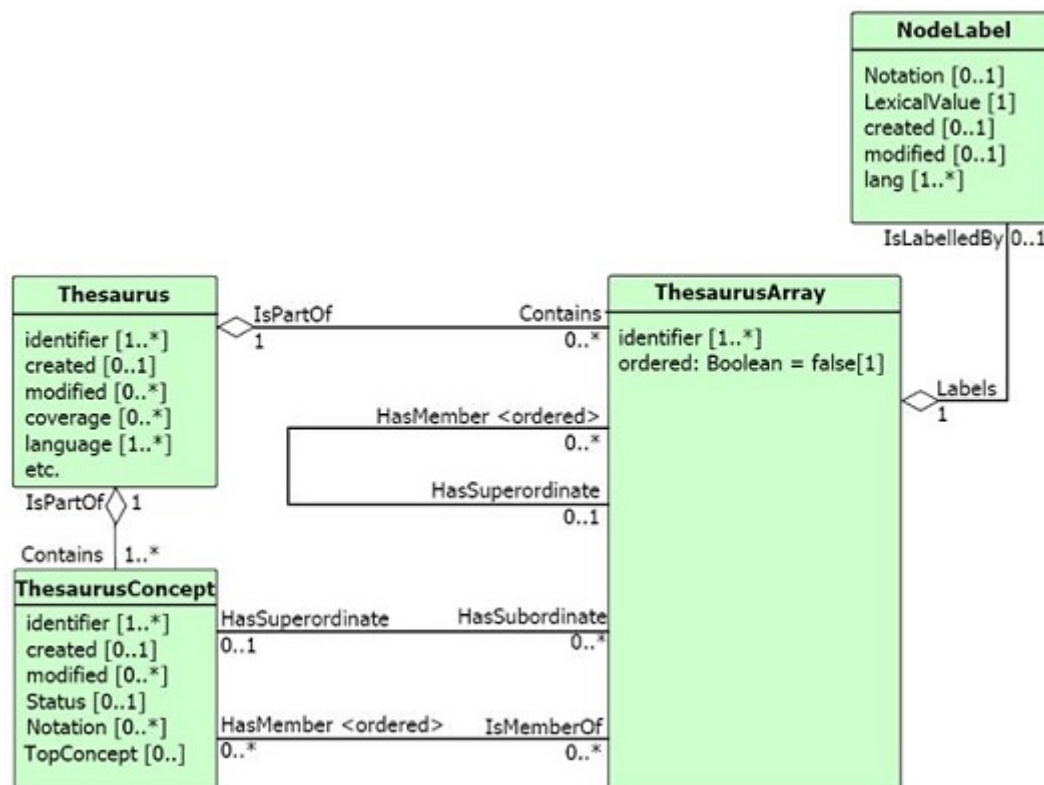 NodeLabel
Notation [0..1]
LexicalValue [1]
created [0..1]
modified [0..1]
lang [1..*]
IsLabelledBy 0..1
Thesaurus
identifier [1..*]
created [0..1]
modified [0..*]
coverage [0..*]
language [1..*]
etc.
IsPartOf
1
Contains
0..*
ThesaurusArray
identifier [1..*]
ordered: Boolean = false[1]
Labels
1
HasMember <ordered>
0..*
HasSuperordinate
0..1
IsPartOf 1
Contains 1..*
ThesaurusConcept
identifier [1..*]
created [0..1]
modified [0..*]
Status [0..1]
Notation [0..*]
TopConcept [0..]
HasSuperordinate
0..1
HasSubordinate
0..*
HasMember <ordered>
0..*
IsMemberOf
0..*